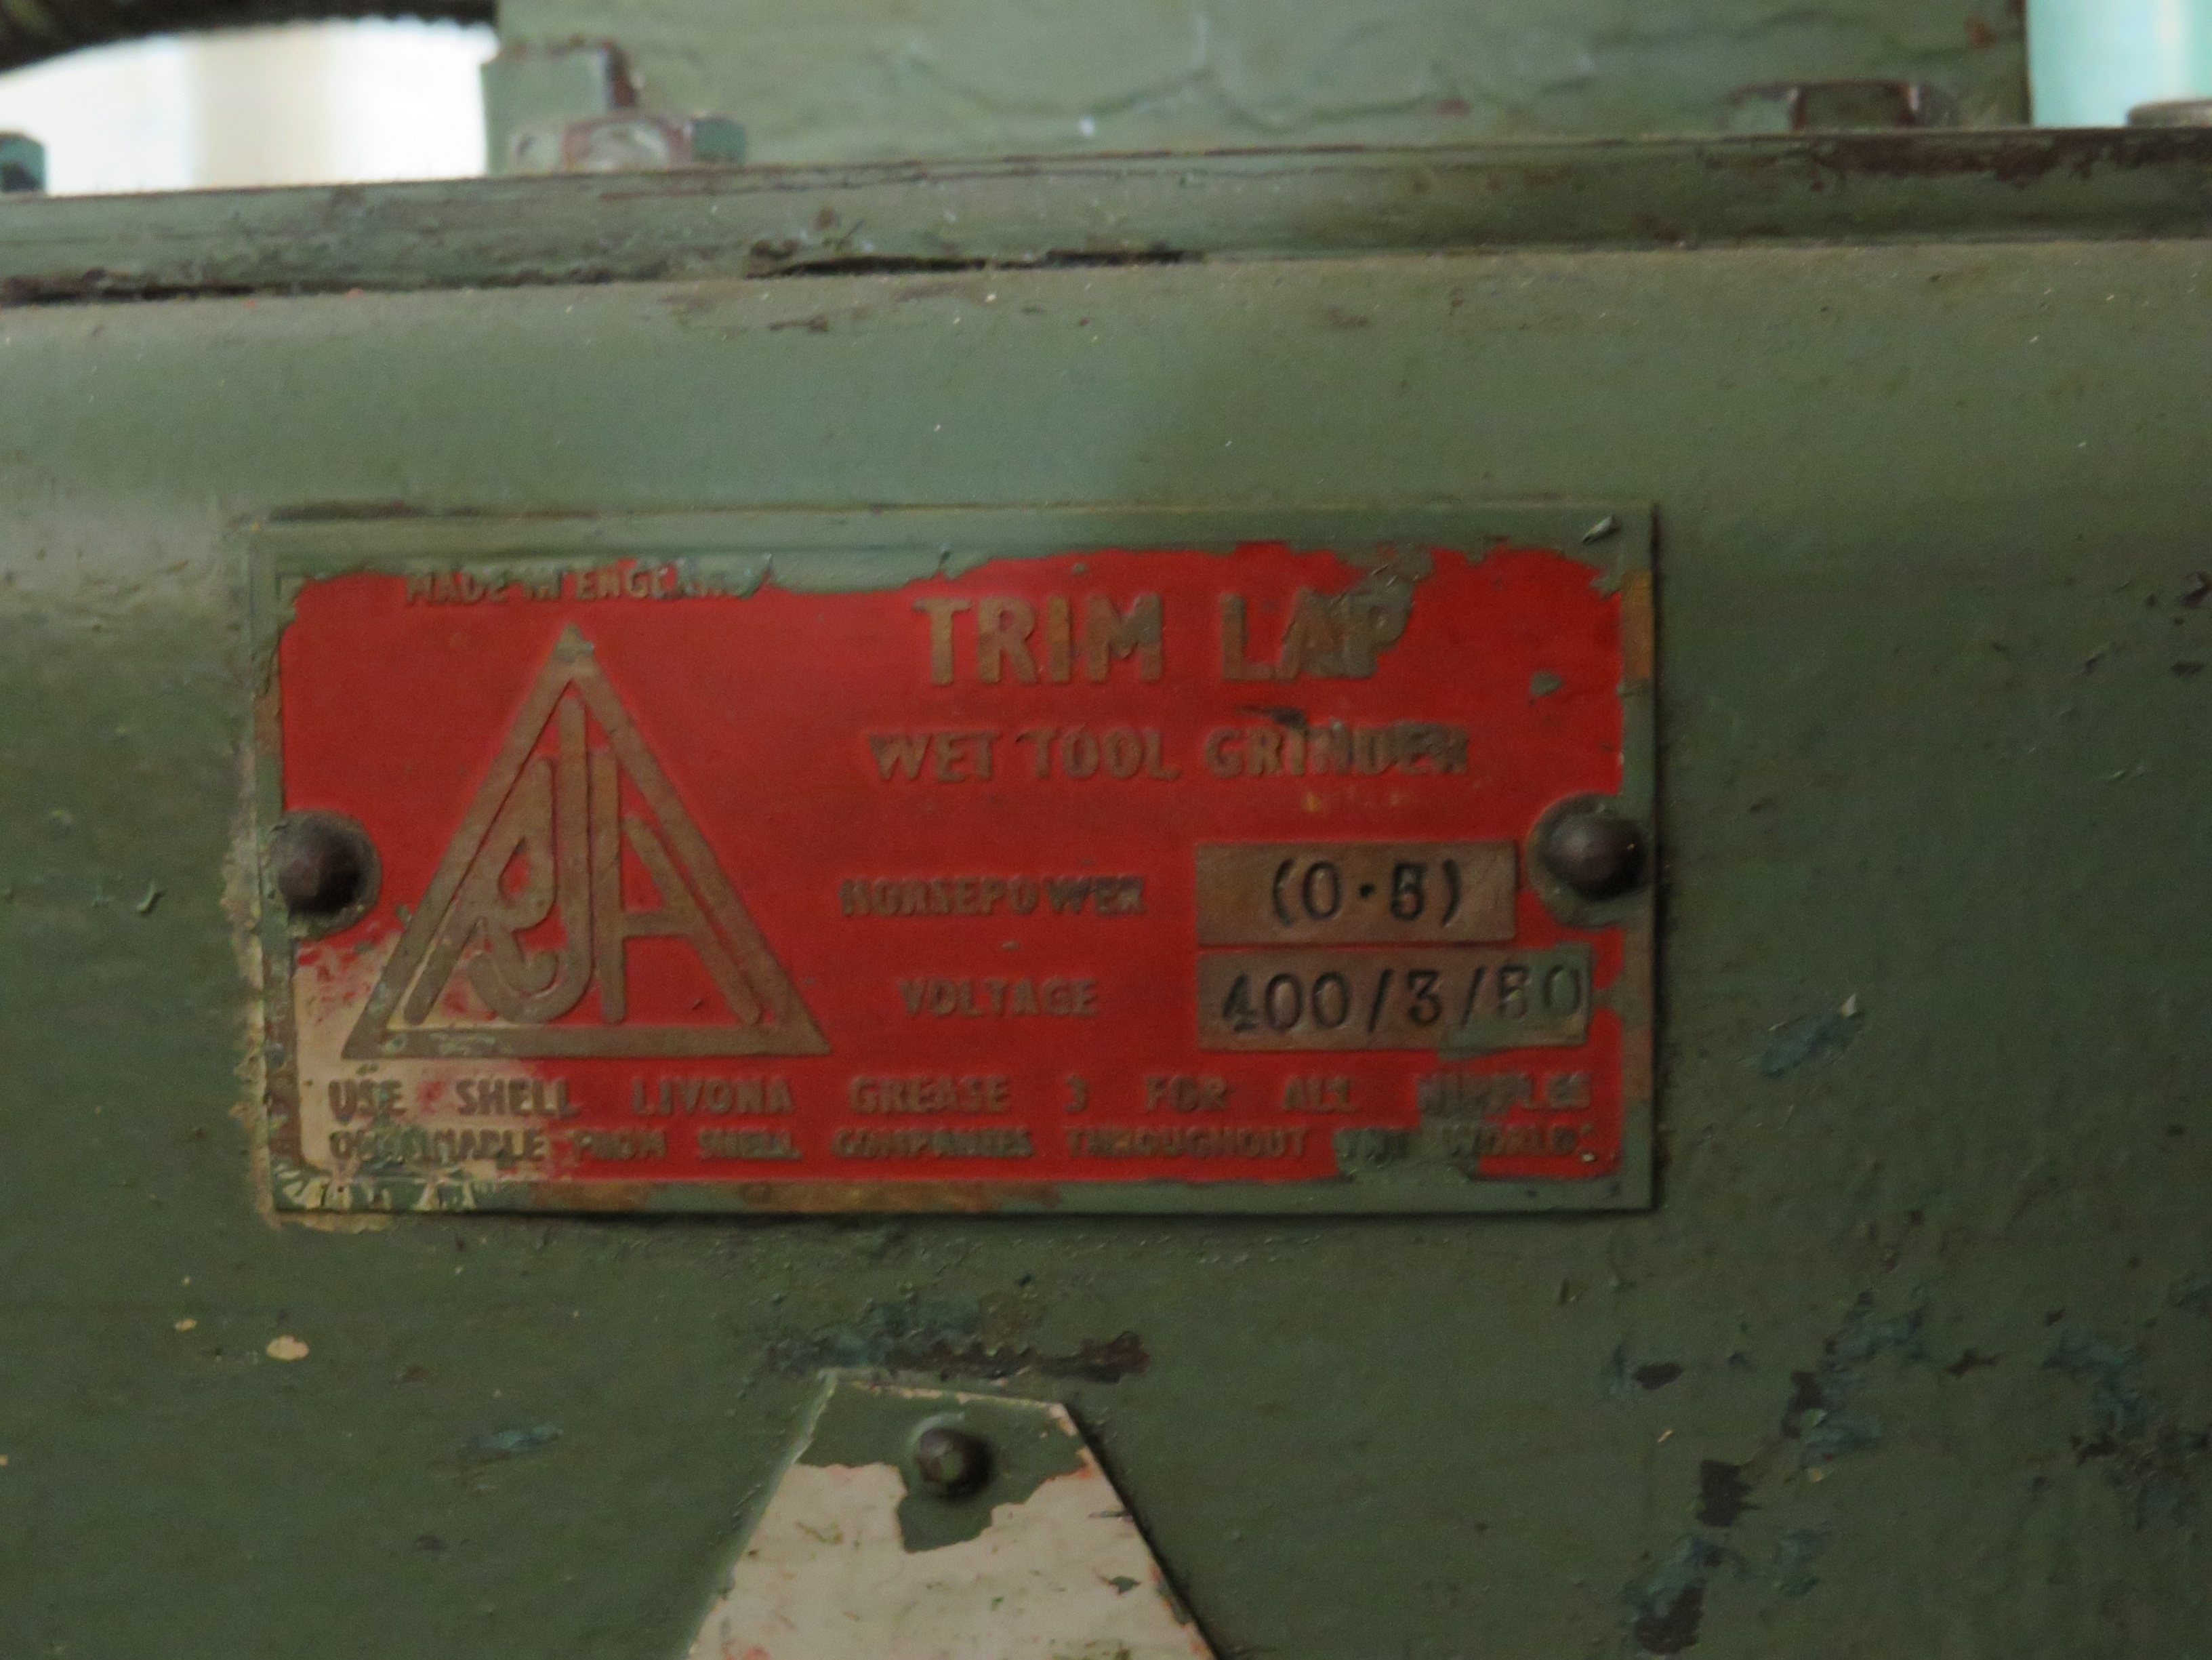 MADE IN ENGLAND
TRIM LAP
WET TOOL GRINDER
RJH
HORSEPOWER (0·5)
VOLTAGE 400/3/50
USE SHELL LIVONA GREASE 3 FOR ALL NIPPLES
OBTAINABLE FROM SHELL COMPANIES THROUGHOUT THE WORLD.